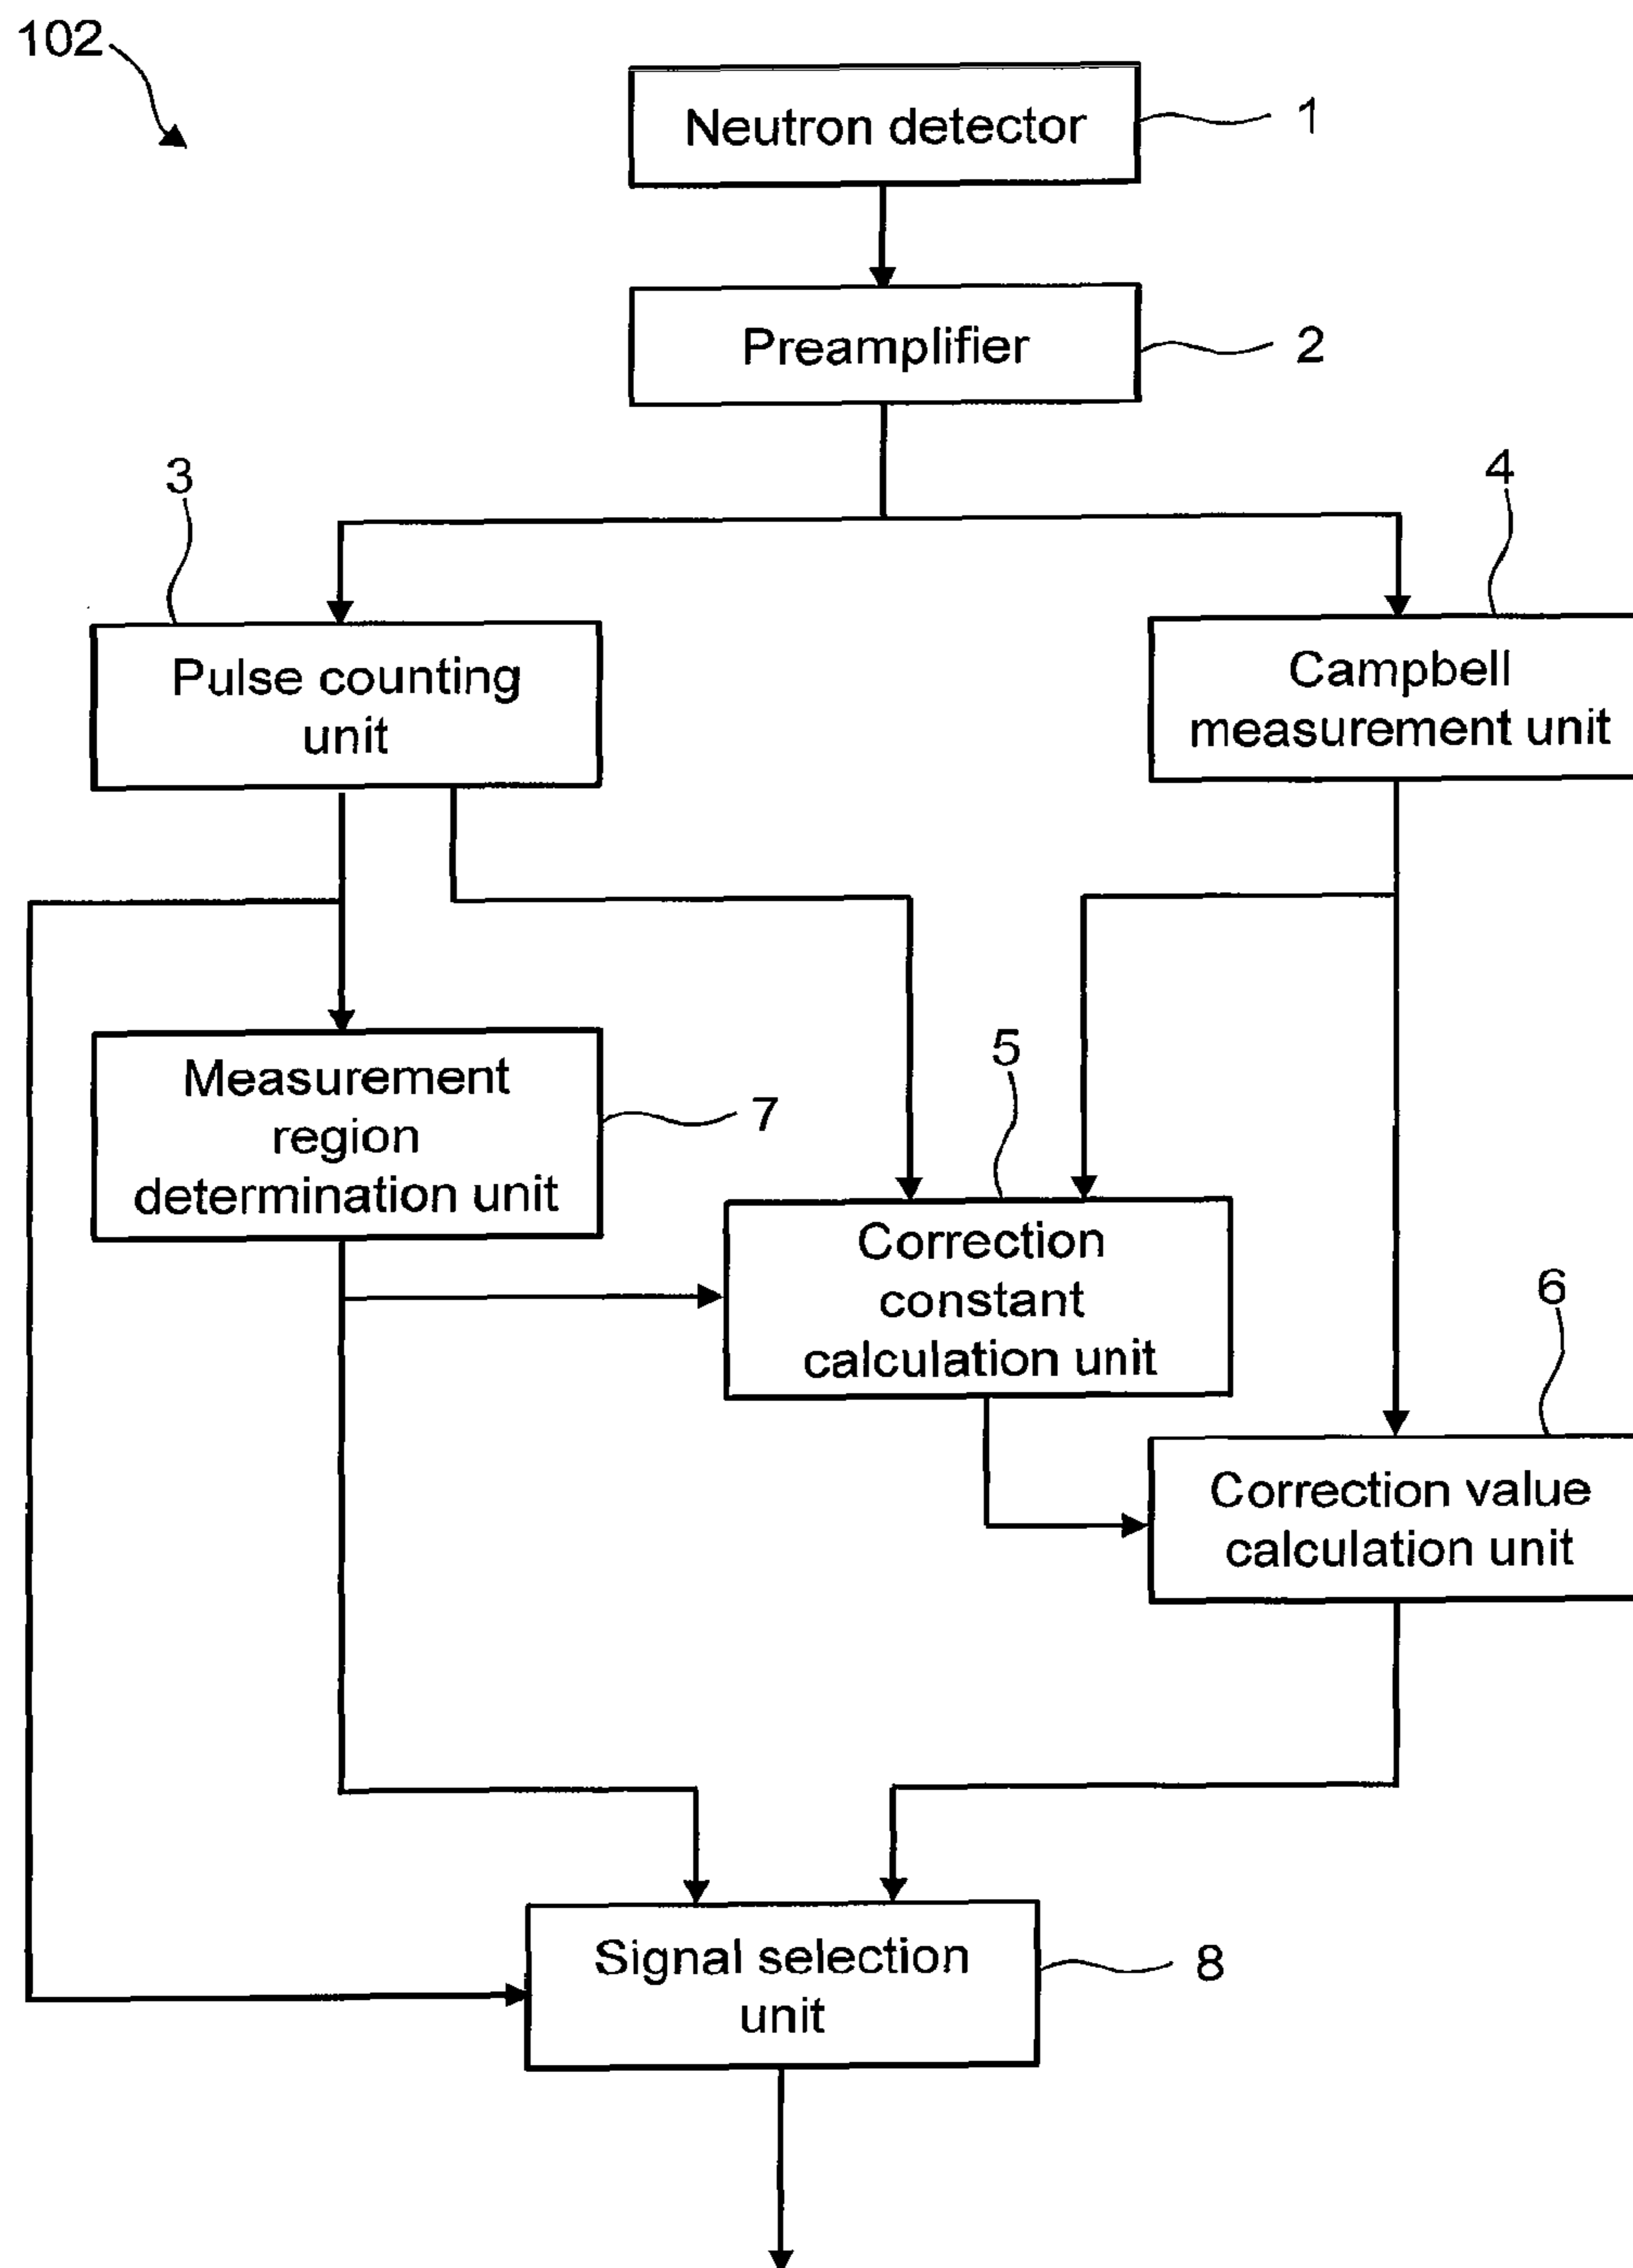 102
Neutron detector
1
Preamplifier
2
3
4
Pulse counting
unit
Campbell
measurement unit
Measurement
region
determination unit
7
5
Correction
constant
calculation unit
6
Correction value
calculation unit
Signal selection
unit
8